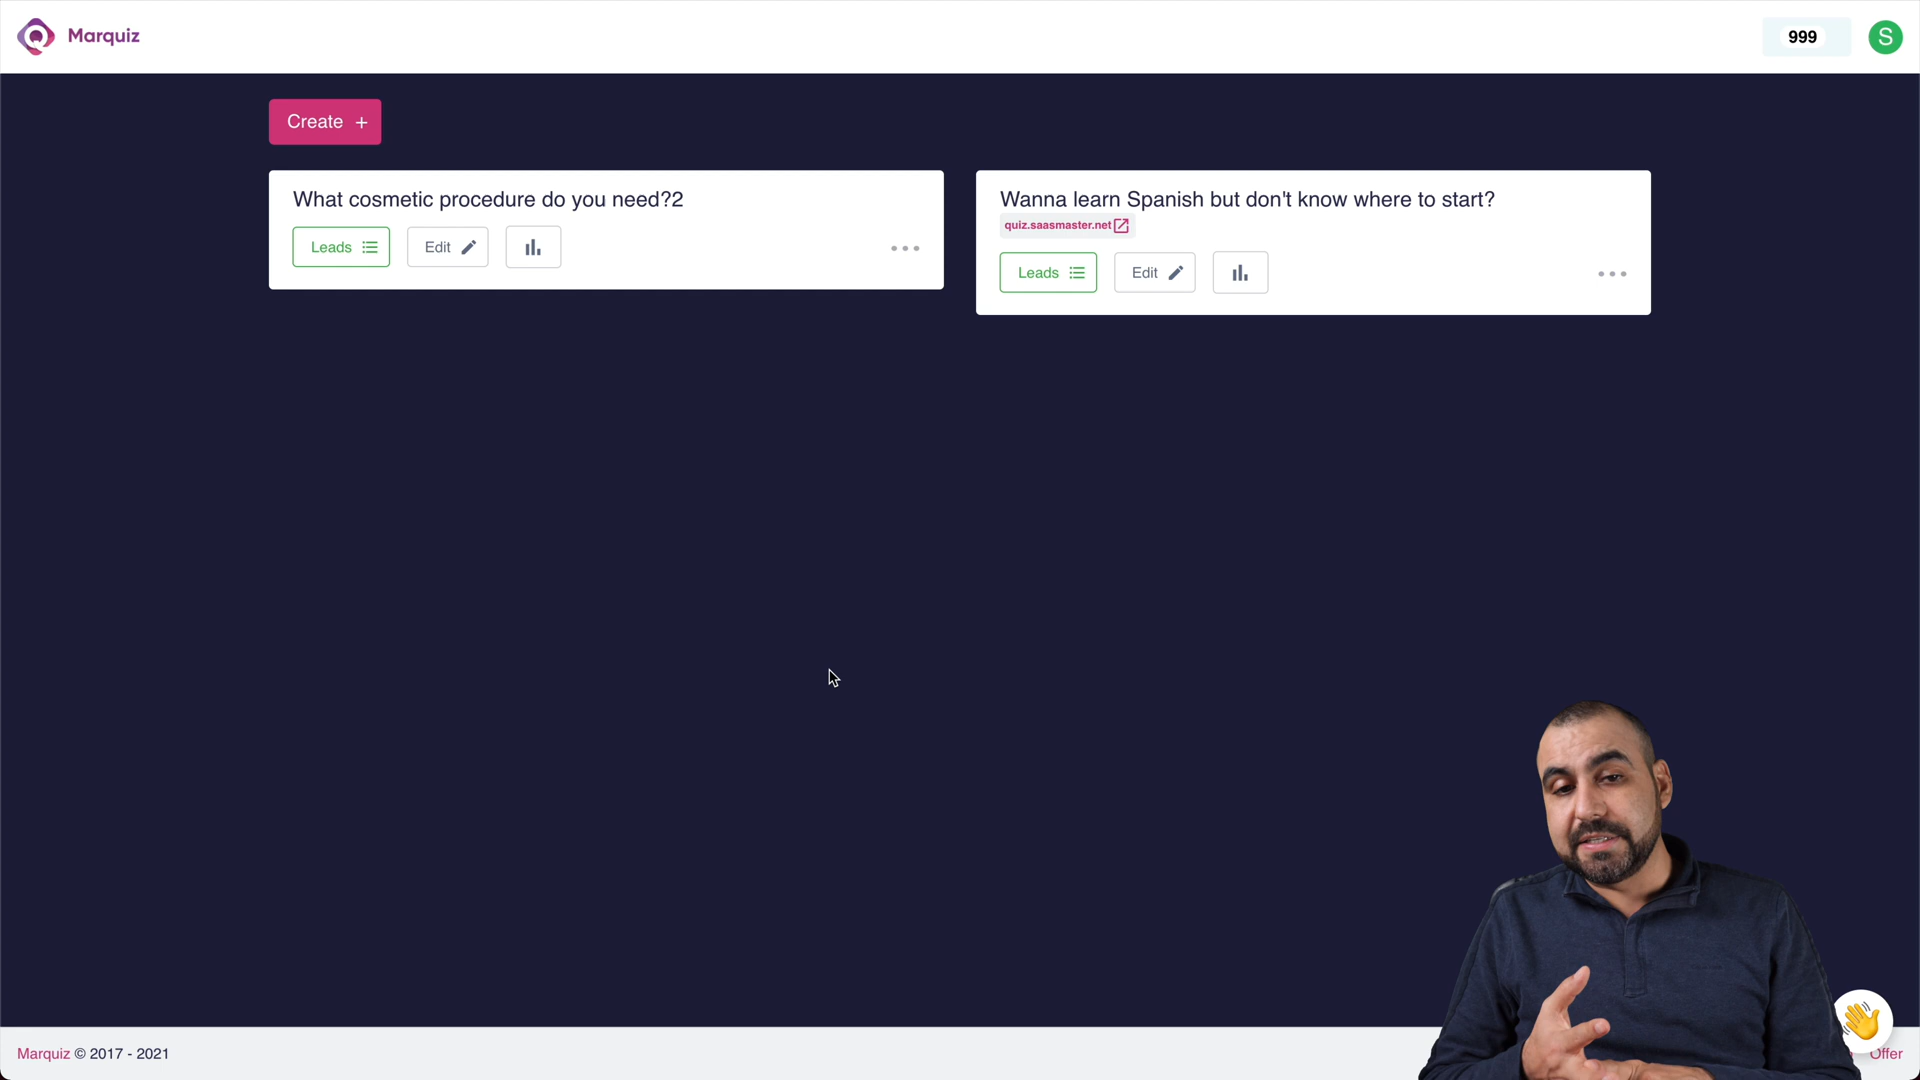 Marquiz
999
S
Create +
What cosmetic procedure do you need?2
Leads
Edit
Wanna learn Spanish but don't know where to start?
quiz.saasmaster.net
Leads
Edit
Marquiz © 2017 - 2021
Offer